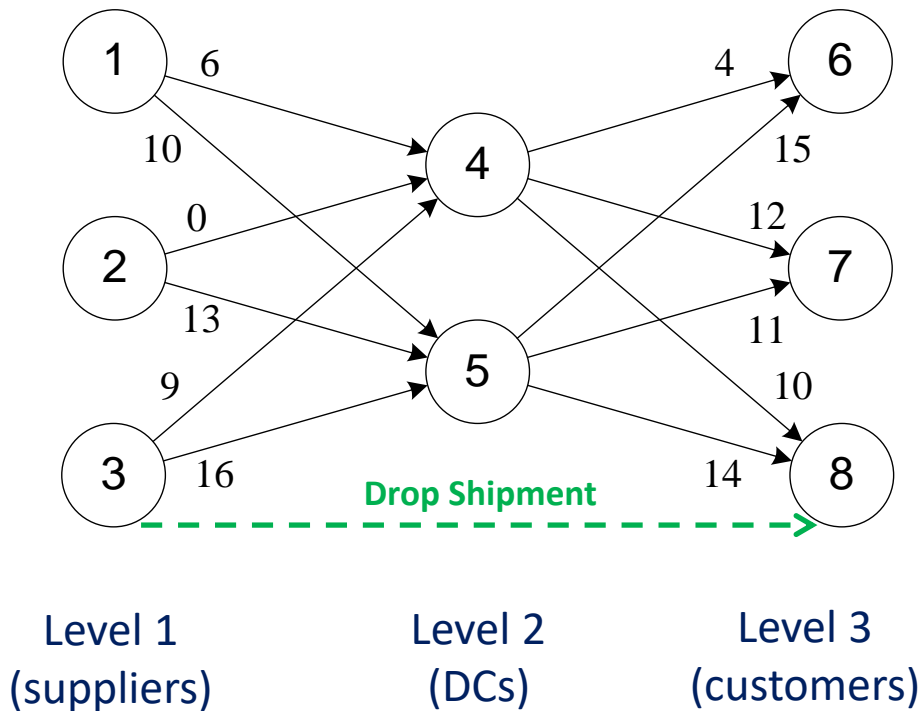 1
6
4
6
10
15
4
2
0
12
7
13
11
5
9
10
3
16
14
8
Drop Shipment
Level 1
(suppliers)
Level 2
(DCs)
Level 3
(customers)